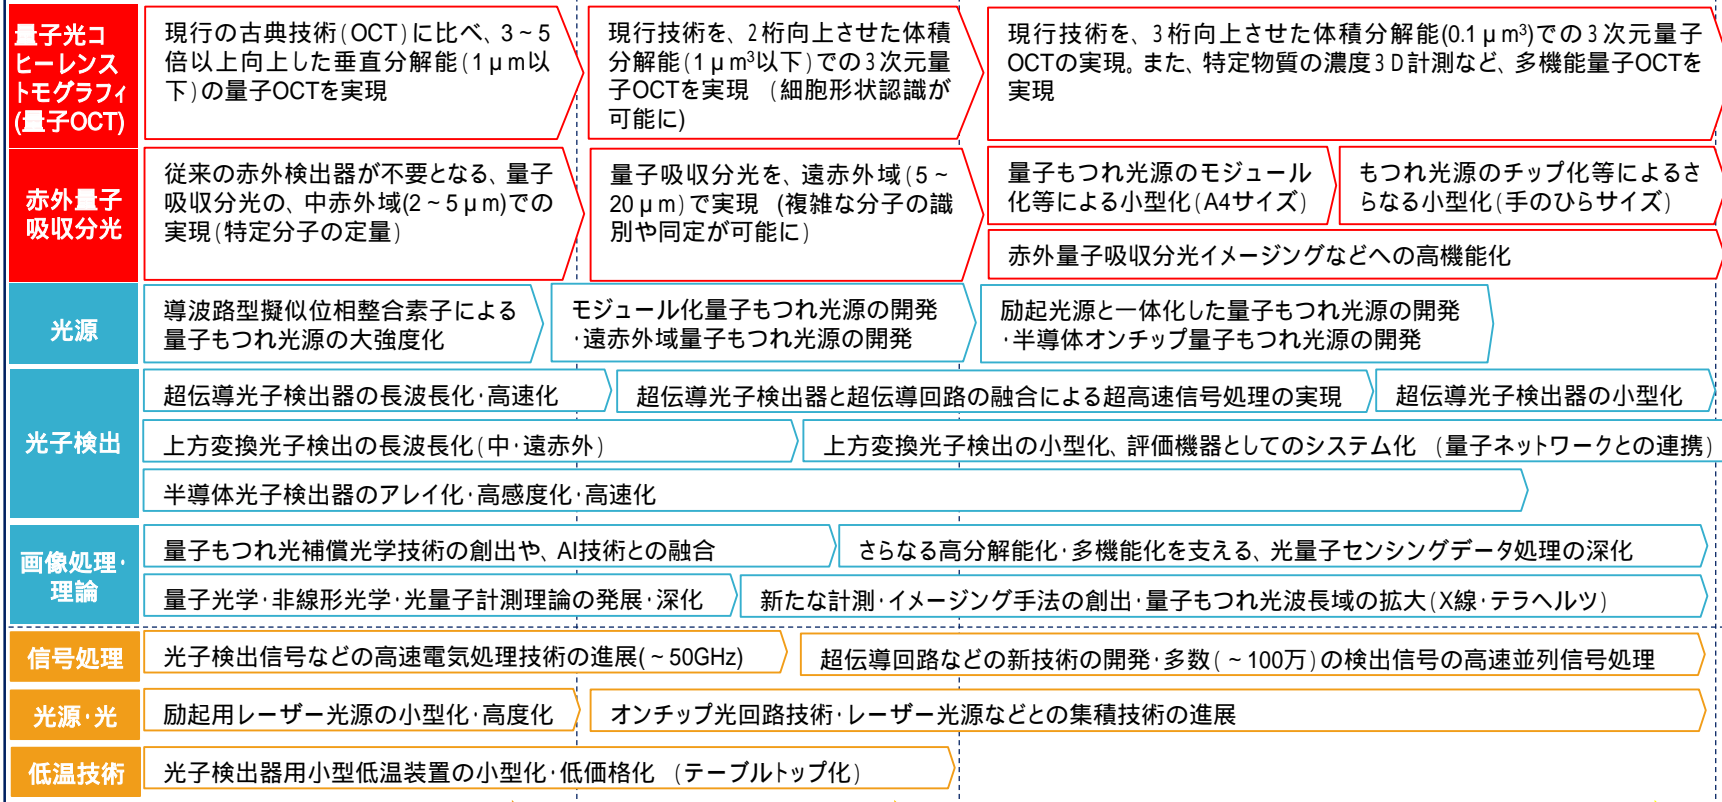 量子光コ
ヒーレンス
トモグラフィ
(量子OCT)
現行の古典技術(OCT)に比べ、3～5
倍以上向上した垂直分解能(1μm以
下)の量子OCTを実現
現行技術を、2桁向上させた体積
分解能(1μm³以下)での3次元量
子OCTを実現 (細胞形状認識が
可能に)
現行技術を、3桁向上させた体積分解能(0.1μm³)での3次元量子
OCTの実現。また、特定物質の濃度3D計測など、多機能量子OCTを
実現
赤外量子
吸収分光
従来の赤外検出器が不要となる、量子
吸収分光の、中赤外域(2～5μm)での
実現(特定分子の定量)
量子吸収分光を、遠赤外域(5～
20μm)で実現 (複雑な分子の識
別や同定が可能に)
量子もつれ光源のモジュール
化等による小型化(A4サイズ)
もつれ光源のチップ化等によるさ
らなる小型化(手のひらサイズ)
赤外量子吸収分光イメージングなどへの高機能化
光源
導波路型擬似位相整合素子による
量子もつれ光源の大強度化
モジュール化量子もつれ光源の開発
・遠赤外域量子もつれ光源の開発
励起光源と一体化した量子もつれ光源の開発
・半導体オンチップ量子もつれ光源の開発
光子検出
超伝導光子検出器の長波長化・高速化
超伝導光子検出器と超伝導回路の融合による超高速信号処理の実現
超伝導光子検出器の小型化
上方変換光子検出の長波長化(中・遠赤外)
上方変換光子検出の小型化、評価機器としてのシステム化 (量子ネットワークとの連携)
半導体光子検出器のアレイ化・高感度化・高速化
画像処理・
理論
量子もつれ光補償光学技術の創出や、AI技術との融合
さらなる高分解能化・多機能化を支える、光量子センシングデータ処理の深化
量子光学・非線形光学・光量子計測理論の発展・深化
新たな計測・イメージング手法の創出・量子もつれ光波長域の拡大(X線・テラヘルツ)
信号処理
光子検出信号などの高速電気処理技術の進展(～50GHz)
超伝導回路などの新技術の開発・多数(～100万)の検出信号の高速並列信号処理
光源・光
励起用レーザー光源の小型化・高度化
オンチップ光回路技術・レーザー光源などとの集積技術の進展
低温技術
光子検出器用小型低温装置の小型化・低価格化 (テーブルトップ化)